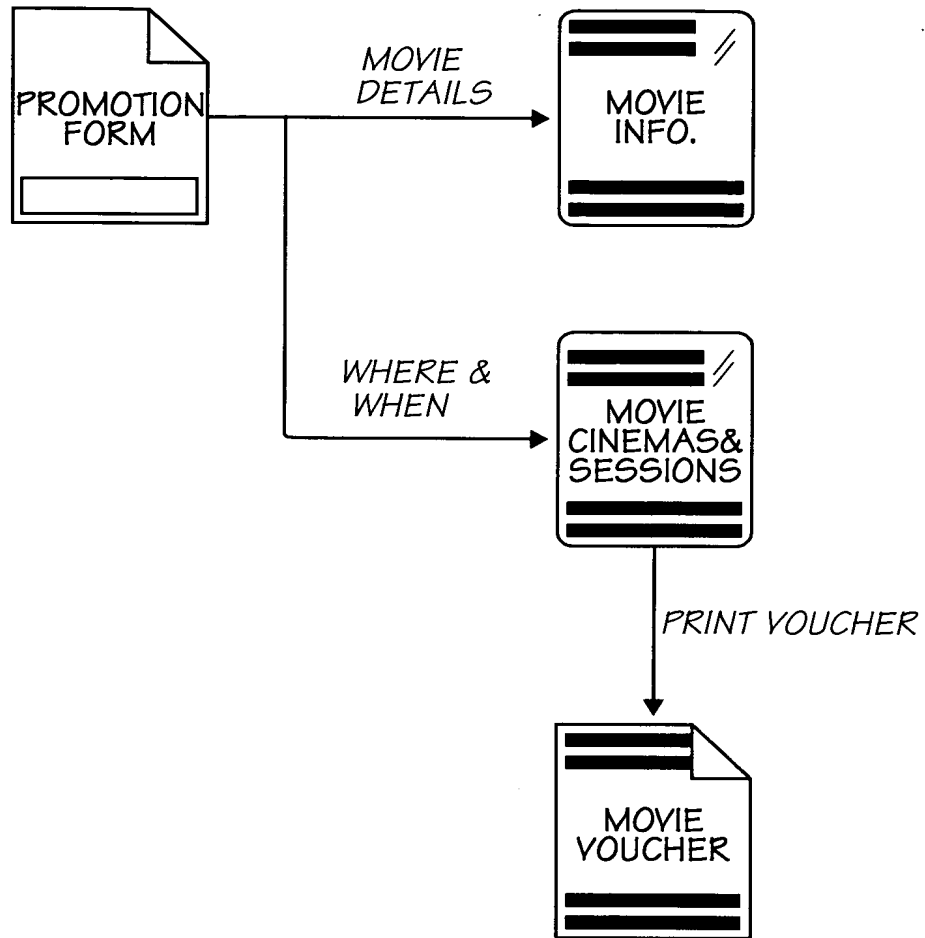 PROMOTION
FORM
MOVIE
DETAILS
MOVIE
INFO.
WHERE &
WHEN
MOVIE
CINEMAS&
SESSIONS
PRINT VOUCHER
MOVIE
VOUCHER